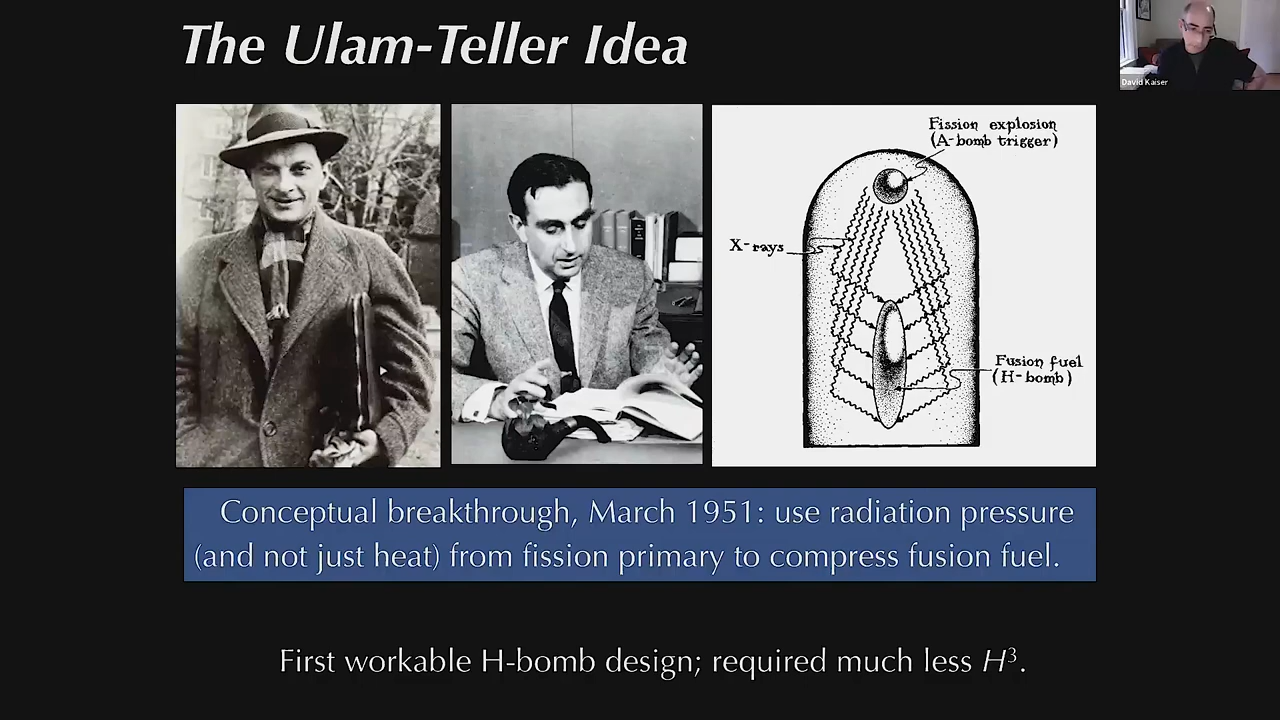 The Ulam-Teller Idea
David Kaiser
Fission explosion
(A-bomb trigger)
X-rays
Fusion fuel
(H-bomb)
Conceptual breakthrough, March 1951: use radiation pressure
(and not just heat) from fission primary to compress fusion fuel.
First workable H-bomb design; required much less H³.